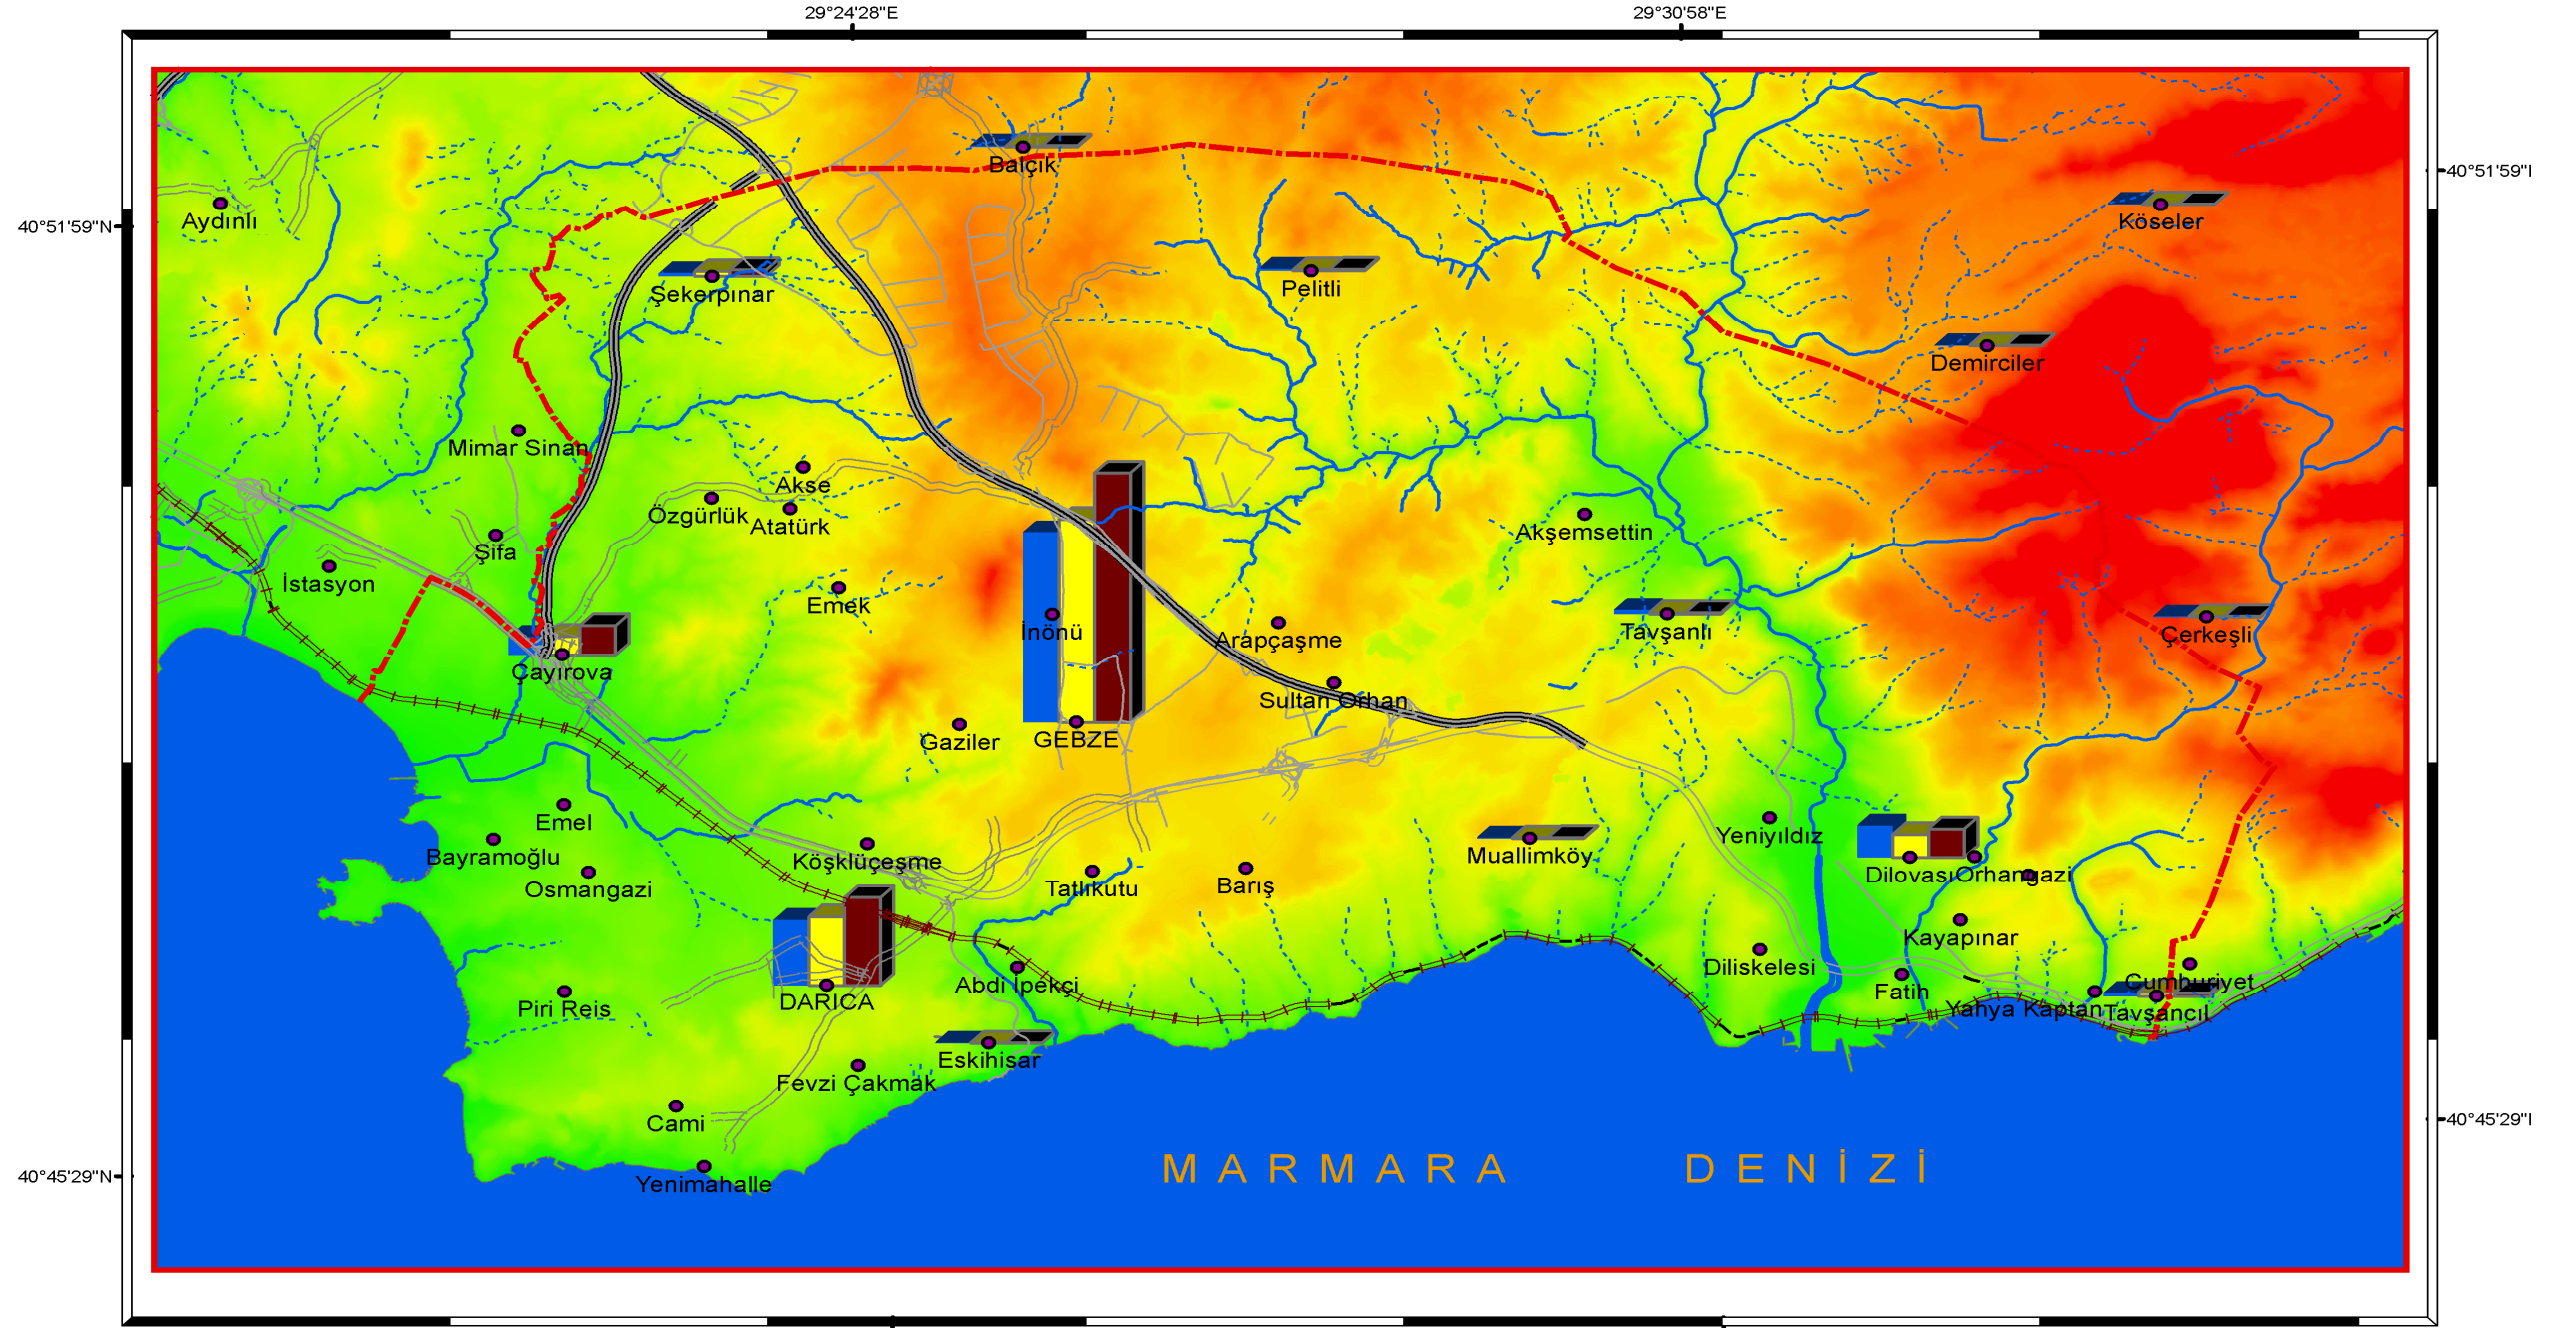 29°24'28"E
29°30'58"E
40°51'59"N
40°51'59"I
Balçık
Aydınlı
Köseler
Şekerpınar
Pelitli
Demirciler
Mimar Sinan
Akse
Özgürlük
Atatürk
Akşemsettin
Şifa
İstasyon
Emek
İnönü
Arapçaşme
Tavşanlı
Çerkeşli
Çayırova
Sultan Orhan
Gaziler
GEBZE
Emel
Yeniyıldız
Bayramoğlu
Köşklüçeşme
Muallimköy
Osmangazi
Tatlıkutu
Barış
Dilovası
Orhangazi
Kayapınar
Diliskelesi
Abdi İpekçi
Cumhuriyet
DARICA
Fatih
Piri Reis
Yahya Kaptan
Tavşancıl
Eskihisar
Fevzi Çakmak
Cami
40°45'29"N
40°45'29"I
MARMARA DENİZİ
Yenimahalle